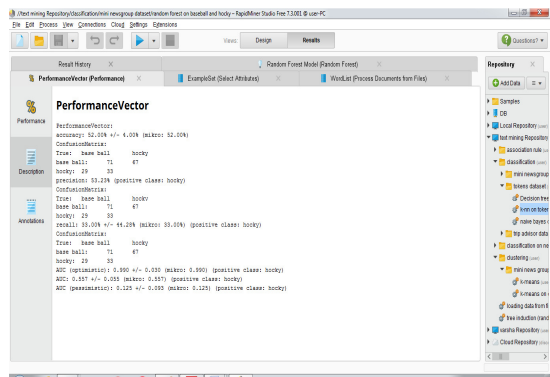 //text mining Repository/classification/mini newsgroup dataset/random forest on baseball and hocky – RapidMiner Studio Free 7.3.001 @ user-PC
File Edit Process View Connections Cloud Settings Extensions
Views: Design Results Questions?
Result History Random Forest Model (Random Forest)
PerformanceVector (Performance) ExampleSet (Select Attributes) WordList (Process Documents from Files)
Repository
Add Data
Samples
DB
Local Repository
text mining Repository
association rule
classification
mini newsgroup
tokens dataset
Decision tree
k-nn on token
naive bayes
trip advisor data
classification on ne
clustering
mini news group
k-means
k-means on
loading data from fi
tree induction (rand
varsha Repository
Cloud Repository
Performance
Description
Annotations
PerformanceVector
PerformanceVector:
accuracy: 52.00% +/- 4.00% (mikro: 52.00%)
ConfusionMatrix:
True: base ball hocky
base ball: 71 67
hocky: 29 33
precision: 53.23% (positive class: hocky)
ConfusionMatrix:
True: base ball hocky
base ball: 71 67
hocky: 29 33
recall: 33.00% +/- 44.28% (mikro: 33.00%) (positive class: hocky)
ConfusionMatrix:
True: base ball hocky
base ball: 71 67
hocky: 29 33
AUC (optimistic): 0.990 +/- 0.030 (mikro: 0.990) (positive class: hocky)
AUC: 0.557 +/- 0.055 (mikro: 0.557) (positive class: hocky)
AUC (pessimistic): 0.125 +/- 0.093 (mikro: 0.125) (positive class: hocky)